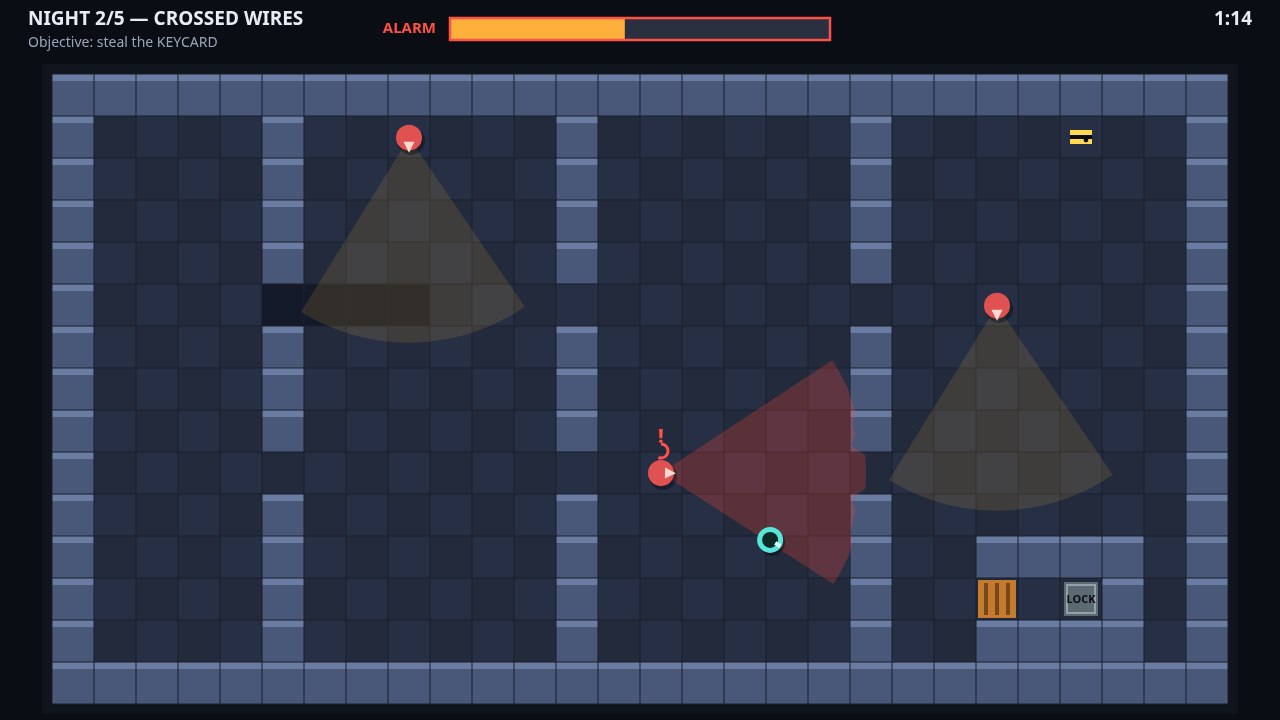 NIGHT 2/5 — CROSSED WIRES
Objective: steal the KEYCARD
ALARM
1:14
!
LOCK